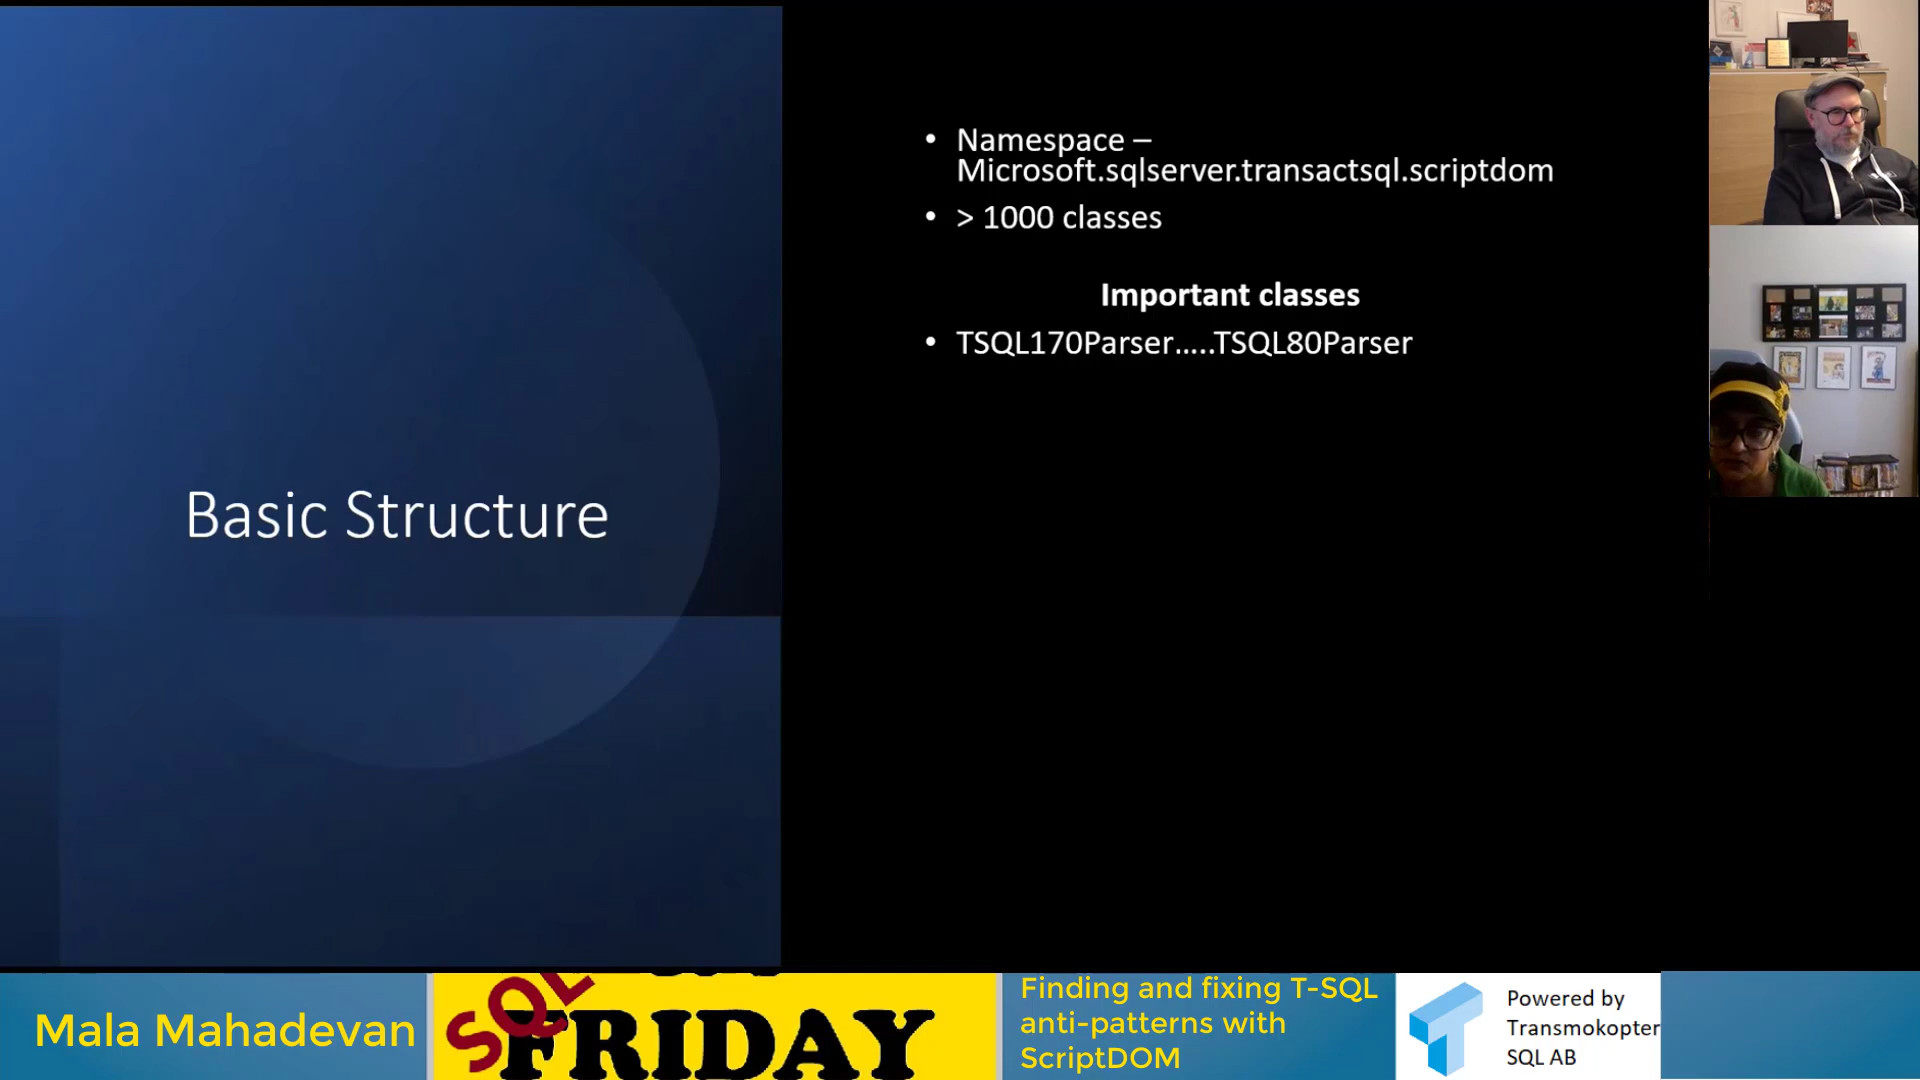 Basic Structure
• Namespace –
Microsoft.sqlserver.transactsql.scriptdom
• > 1000 classes
Important classes
• TSQL170Parser.....TSQL80Parser
Mala Mahadevan
SQL
FRIDAY
Finding and fixing T-SQL
anti-patterns with
ScriptDOM
Powered by
Transmokopter
SQL AB